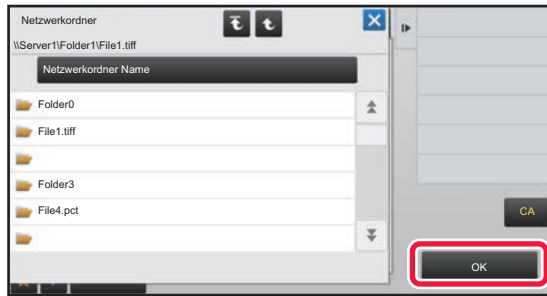 Netzwerkordner
\\Server1\Folder1\File1.tiff
Netzwerkordner Name
Folder0
File1.tiff
Folder3
File4.pct
CA
OK